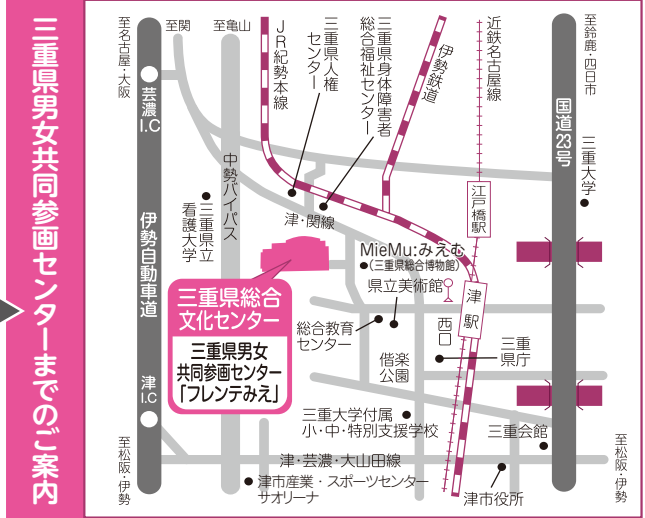 三重県男女共同参画センターまでのご案内
至名古屋・大阪
至関
至亀山
JR紀勢本線
三重県人権
センター
三重県身体障害者
総合福祉センター
伊勢鉄道
近鉄名古屋線
至鈴鹿・四日市
芸濃
I.C
国道23号
三重大学
中勢バイパス
三重県立
看護大学
津・関線
江戸橋駅
伊勢自動車道
MieMu:みえむ
(三重県総合博物館)
県立美術館
三重県総合
文化センター
三重県男女
共同参画センター
「フレンテみえ」
津駅
西口
総合教育
センター
偕楽
公園
三重
県庁
津
I.C
三重大学付属
小・中・特別支援学校
三重会館
至松阪・伊勢
津・芸濃・大山田線
至松阪・伊勢
津市産業・スポーツセンター
サオリーナ
津市役所